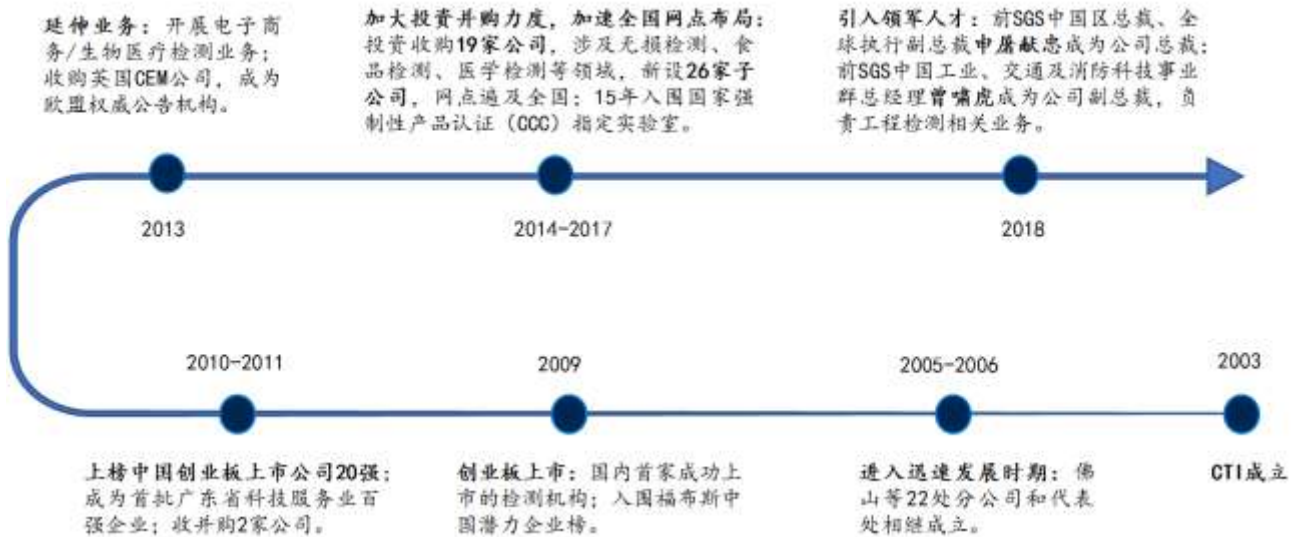 延伸业务：开展电子商
务/生物医疗检测业务；
收购英国CEM公司，成为
欧盟权威公告机构。
加大投资并购力度，加速全国网点布局：
投资收购19家公司，涉及无损检测、食
品检测、医学检测等领域，新设26家子
公司，网点遍及全国；15年入围国家强
制性产品认证（CCC）指定实验室。
引入领军人才：前SGS中国区总裁、全
球执行副总裁申屠献忠成为公司总裁；
前SGS中国工业、交通及消防科技事业
群总经理曾啸虎成为公司副总裁，负
责工程检测相关业务。
2013
2014-2017
2018
2010-2011
2009
2005-2006
2003
上榜中国创业板上市公司20强；
成为首批广东省科技服务业百
强企业；收并购2家公司。
创业板上市：国内首家成功上
市的检测机构；入围福布斯中
国潜力企业榜。
进入迅速发展时期：佛
山等22处分公司和代表
处相继成立。
CTI成立